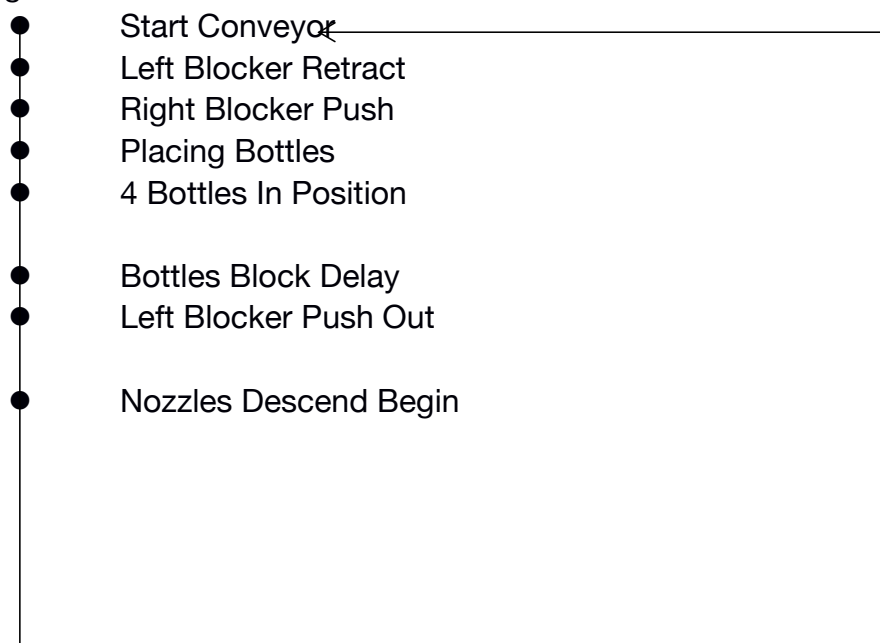 Start Conveyor
Left Blocker Retract
Right Blocker Push
Placing Bottles
4 Bottles In Position
Bottles Block Delay
Left Blocker Push Out
Nozzles Descend Begin